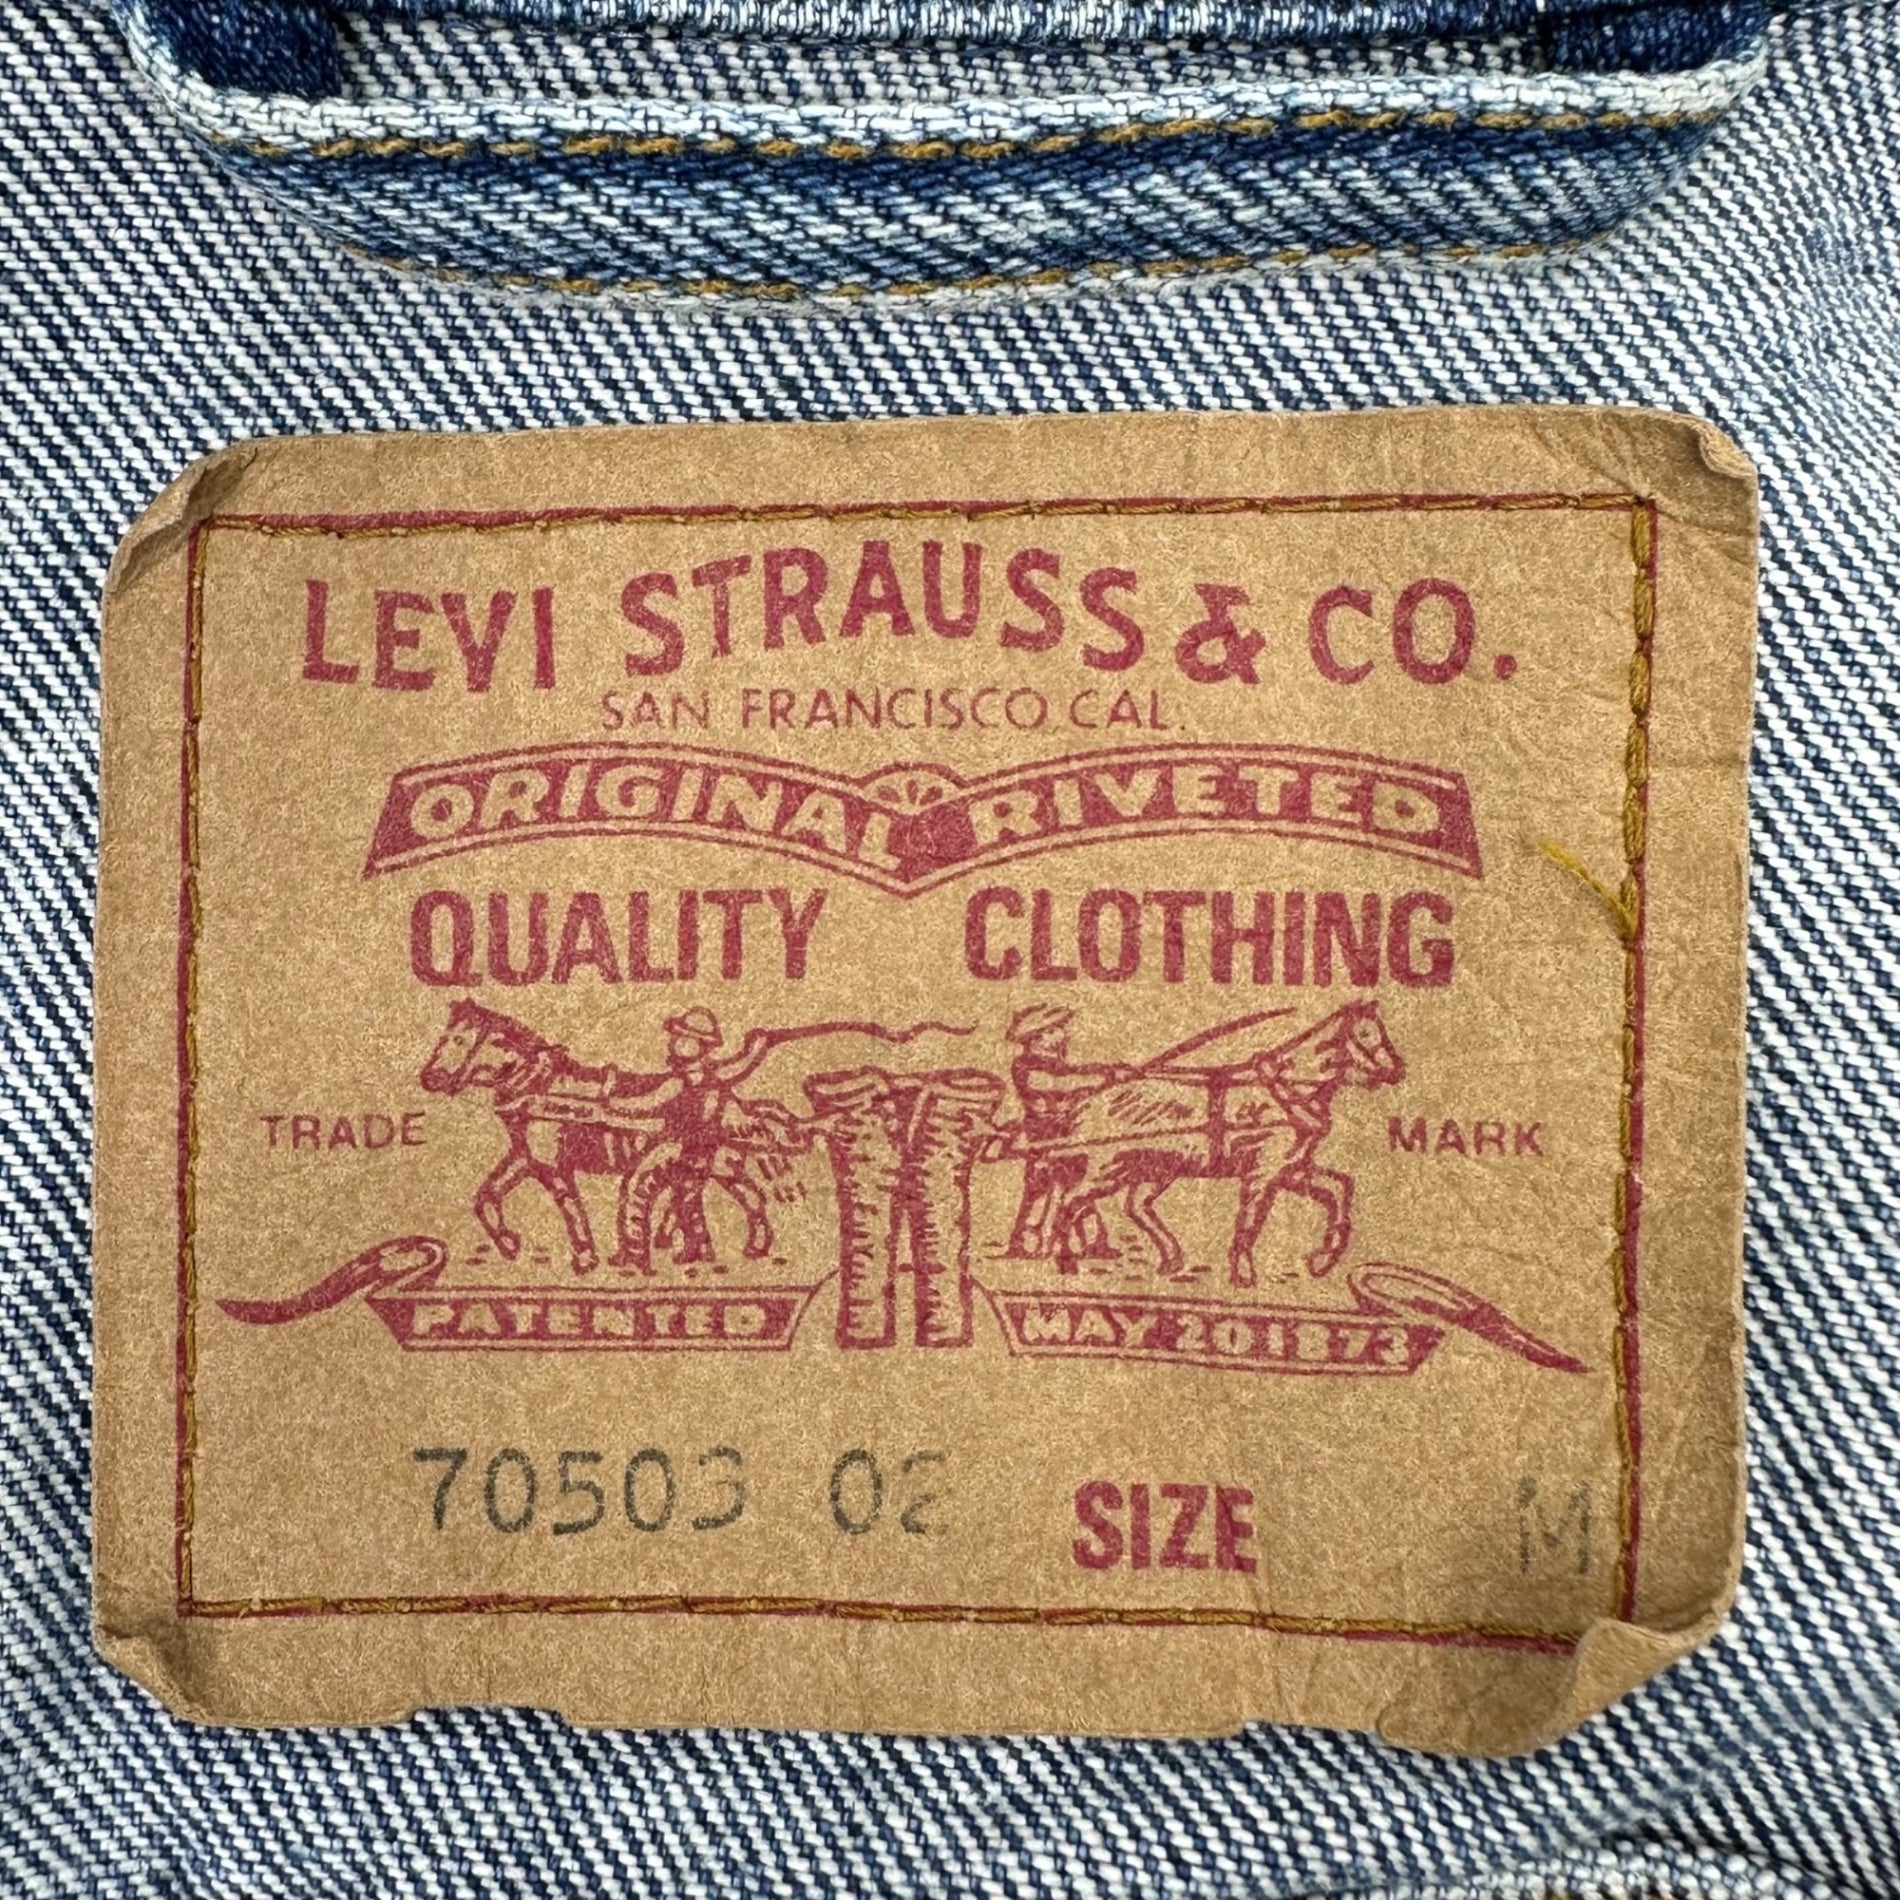 LEVI STRAUSS & CO.
SAN FRANCISCO CAL.
ORIGINAL RIVETED
QUALITY CLOTHING
TRADE MARK
PATENTED MAY 20 1873
70503 02 SIZE M